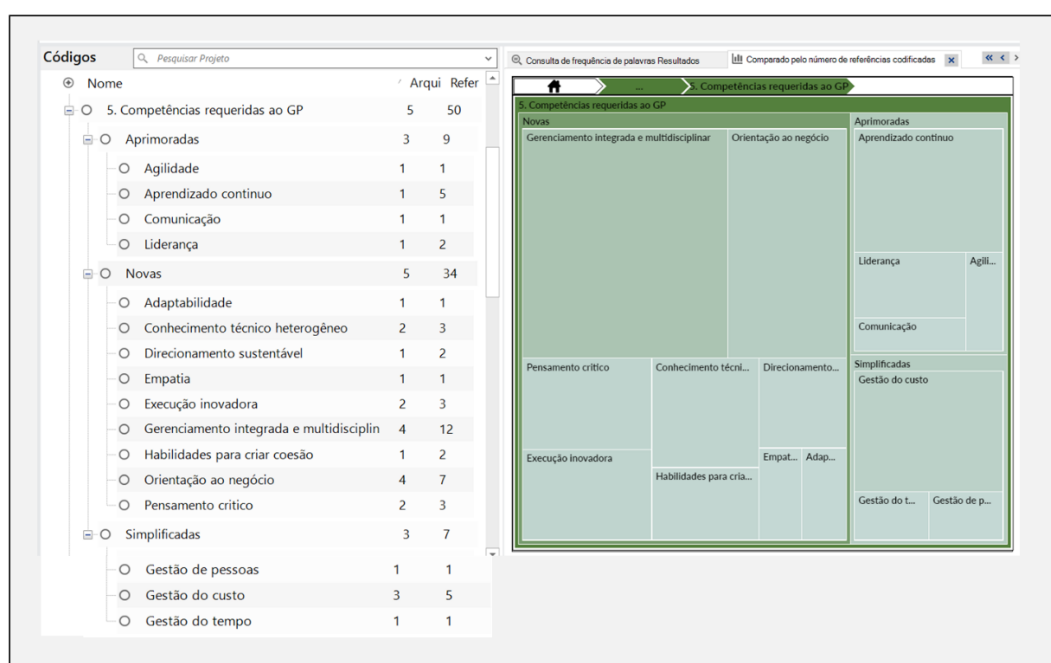 Códigos
Pesquisar Projeto
Nome Arqui Refer
5. Competências requeridas ao GP 5 50
Aprimoradas 3 9
Agilidade 1 1
Aprendizado continuo 1 5
Comunicação 1 1
Liderança 1 2
Novas 5 34
Adaptabilidade 1 1
Conhecimento técnico heterogêneo 2 3
Direcionamento sustentável 1 2
Empatia 1 1
Execução inovadora 2 3
Gerenciamento integrada e multidisciplin 4 12
Habilidades para criar coesão 1 2
Orientação ao negócio 4 7
Pensamento critico 2 3
Simplificadas 3 7
Gestão de pessoas 1 1
Gestão do custo 3 5
Gestão do tempo 1 1
Consulta de frequência de palavras Resultados
Comparado pelo número de referências codificadas
... 5. Competências requeridas ao GP
5. Competências requeridas ao GP
Novas
Gerenciamento integrada e multidisciplinar
Orientação ao negócio
Pensamento critico
Conhecimento técni...
Direcionamento...
Execução inovadora
Habilidades para cria...
Empat... Adap...
Aprimoradas
Aprendizado continuo
Liderança
Agili...
Comunicação
Simplificadas
Gestão do custo
Gestão do t...
Gestão de p...